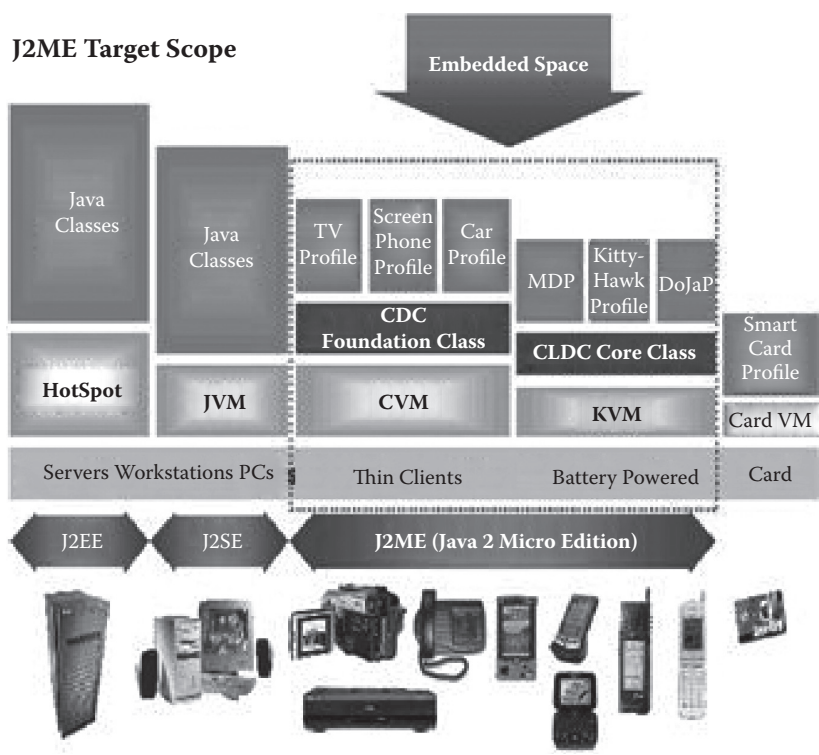 J2ME Target Scope
Embedded Space
Java
Classes
Java
Classes
TV
Profile
Screen
Phone
Profile
Car
Profile
MDP
Kitty-
Hawk
Profile
DoJaP
CDC
Foundation Class
CLDC Core Class
Smart
Card
Profile
HotSpot
JVM
CVM
KVM
Card VM
Servers Workstations PCs
Thin Clients
Battery Powered
Card
J2EE
J2SE
J2ME (Java 2 Micro Edition)